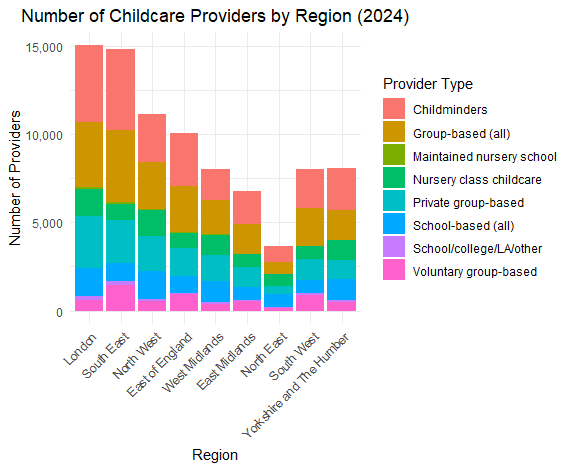 Number of Childcare Providers by Region (2024)
15,000
10,000
5,000
0
Number of Providers
London
South East
North West
East of England
West Midlands
East Midlands
North East
South West
Yorkshire and The Humber
Region
Provider Type
Childminders
Group-based (all)
Maintained nursery school
Nursery class childcare
Private group-based
School-based (all)
School/college/LA/other
Voluntary group-based